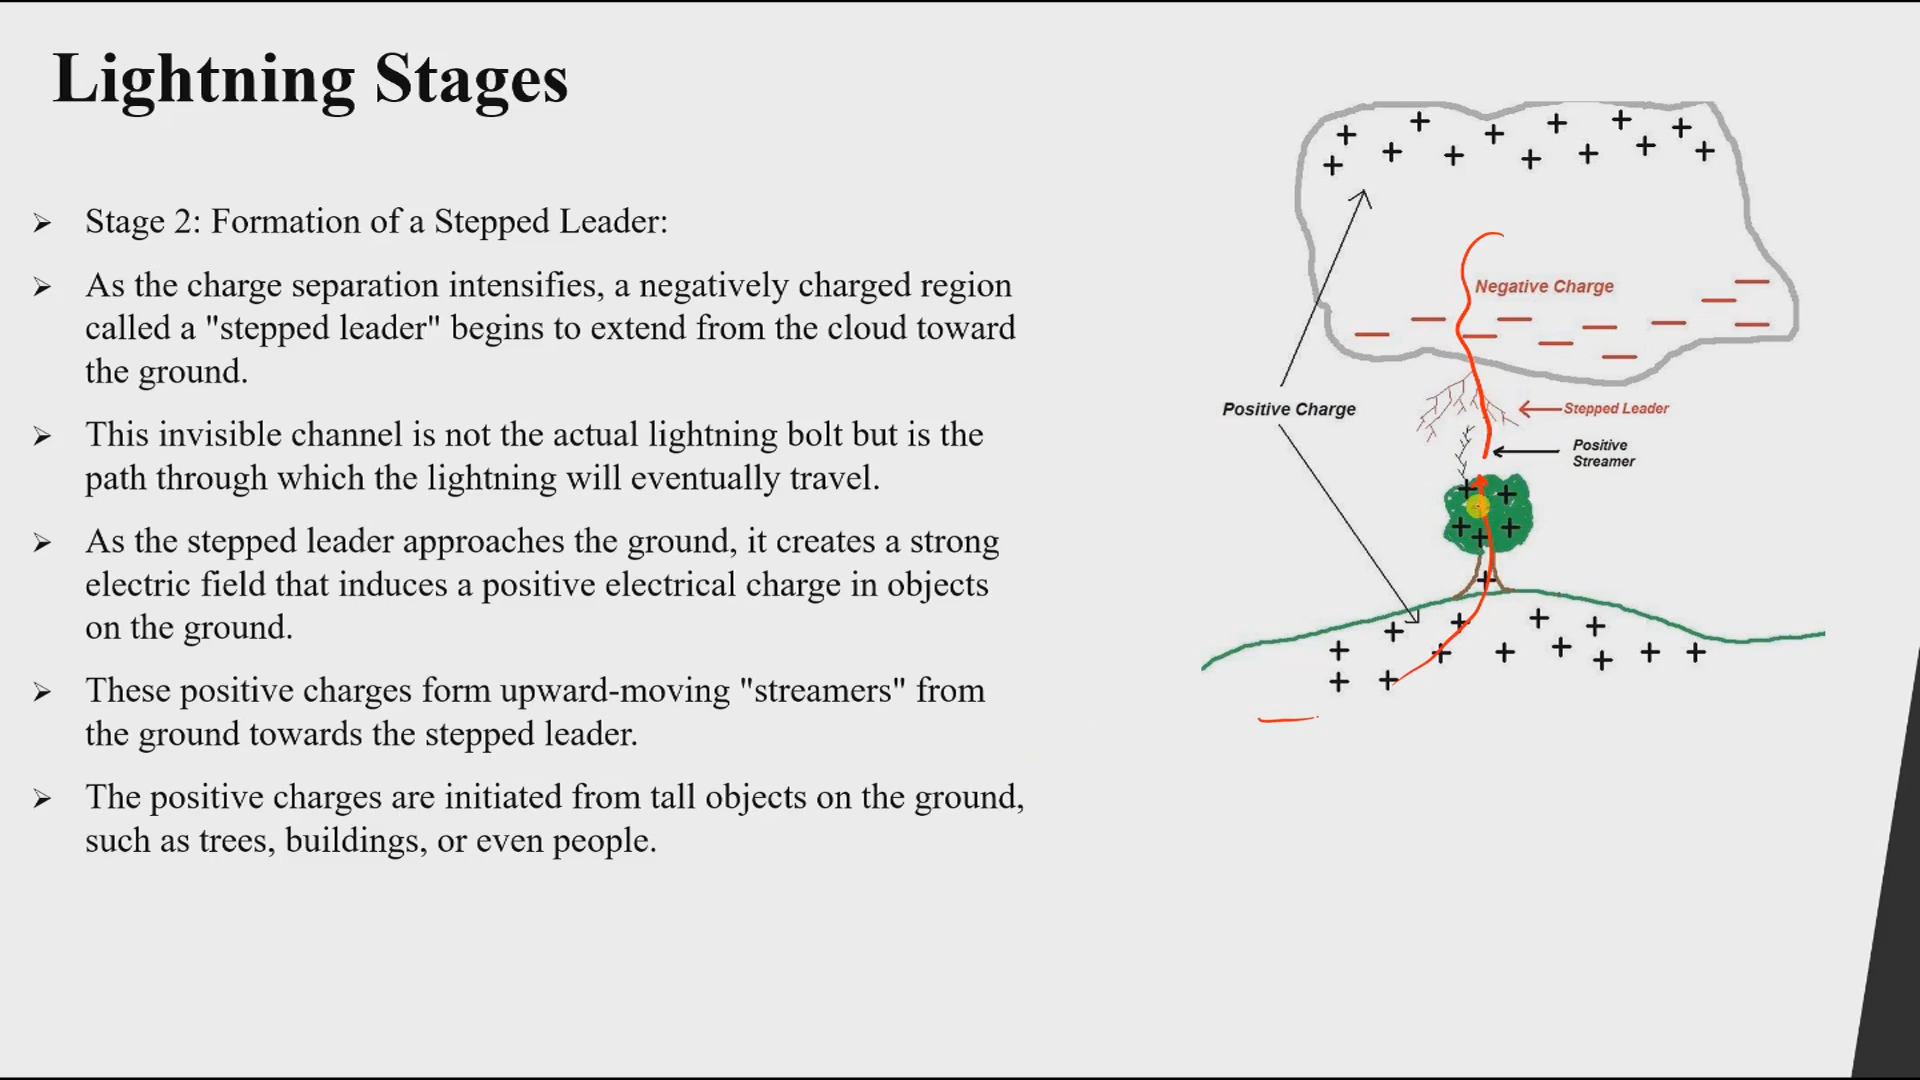 Lightning Stages
➢ Stage 2: Formation of a Stepped Leader:
➢ As the charge separation intensifies, a negatively charged region
called a "stepped leader" begins to extend from the cloud toward
the ground.
➢ This invisible channel is not the actual lightning bolt but is the
path through which the lightning will eventually travel.
➢ As the stepped leader approaches the ground, it creates a strong
electric field that induces a positive electrical charge in objects
on the ground.
➢ These positive charges form upward-moving "streamers" from
the ground towards the stepped leader.
➢ The positive charges are initiated from tall objects on the ground,
such as trees, buildings, or even people.
Negative Charge
Positive Charge
Stepped Leader
Positive
Streamer